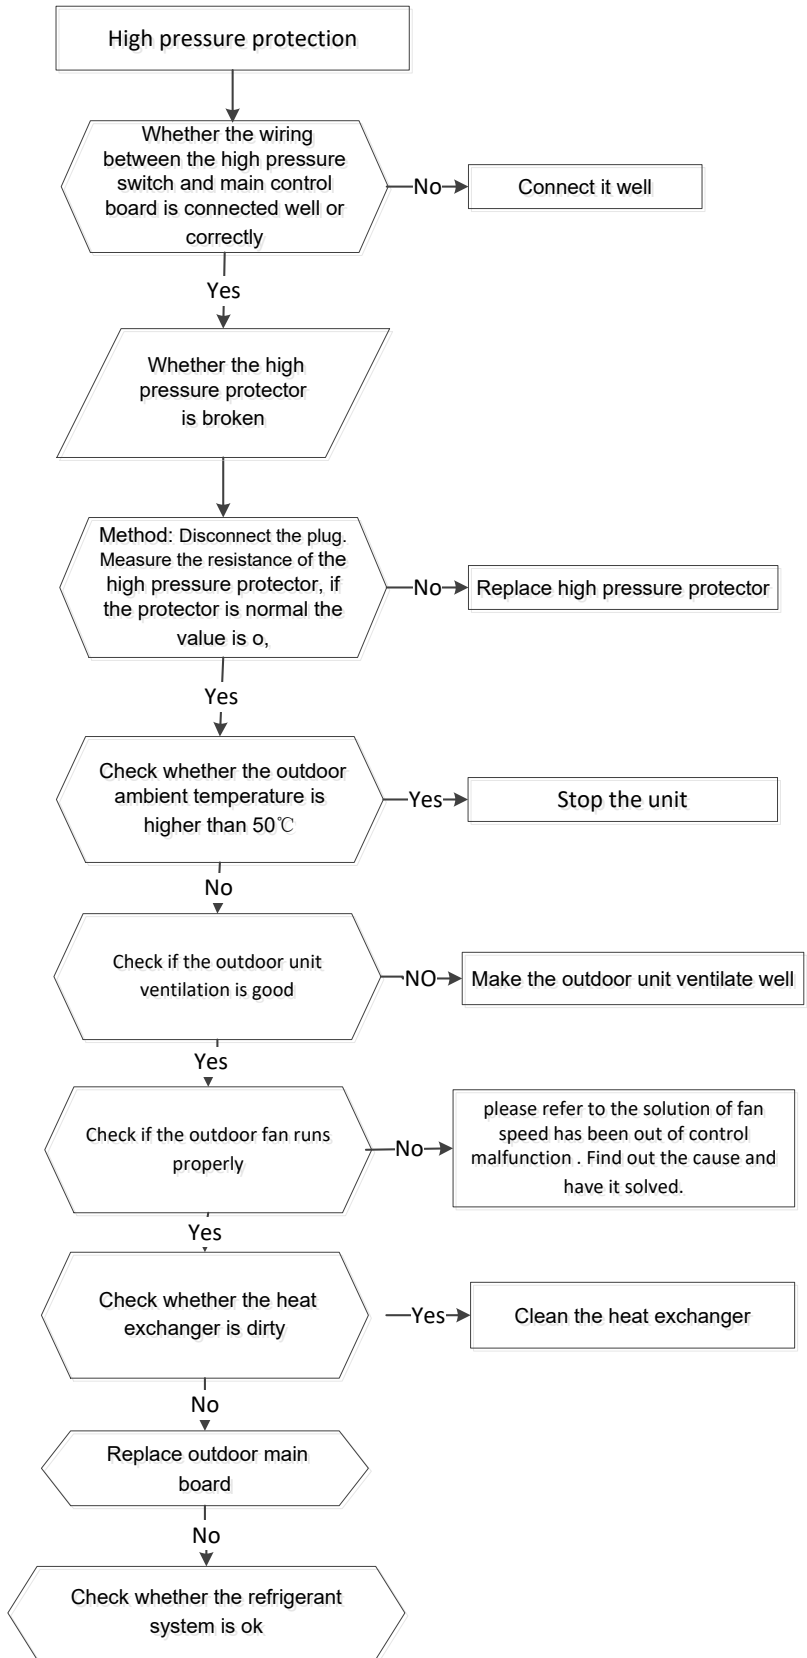 High pressure protection
Whether the wiring
between the high pressure
switch and main control
board is connected well or
correctly
No
Connect it well
Yes
Whether the high
pressure protector
is broken
Method: Disconnect the plug.
Measure the resistance of the
high pressure protector, if
the protector is normal the
value is o,
No
Replace high pressure protector
Yes
Check whether the outdoor
ambient temperature is
higher than 50℃
Yes
Stop the unit
No
Check if the outdoor unit
ventilation is good
NO
Make the outdoor unit ventilate well
Yes
Check if the outdoor fan runs
properly
No
please refer to the solution of fan
speed has been out of control
malfunction . Find out the cause and
have it solved.
Yes
Check whether the heat
exchanger is dirty
Yes
Clean the heat exchanger
No
Replace outdoor main
board
No
Check whether the refrigerant
system is ok